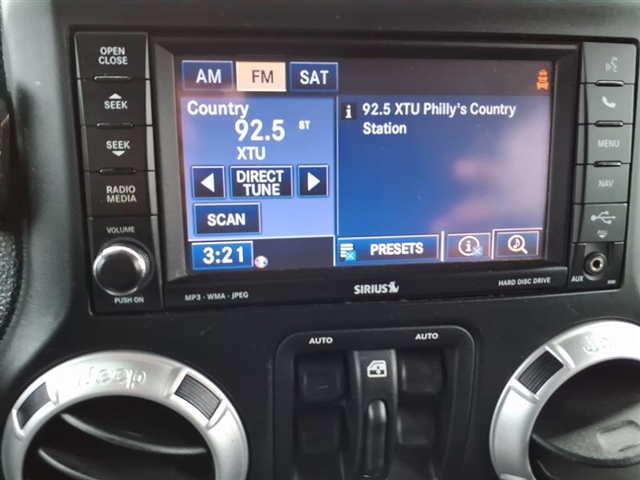 OPEN
CLOSE
SEEK
SEEK
RADIO
MEDIA
VOLUME
PUSH ON
AM FM SAT
Country
92.5 ST
XTU
DIRECT
TUNE
SCAN
3:21
i 92.5 XTU Philly's Country
Station
PRESETS
i
MENU
NAV
AUX
MP3 - WMA - JPEG
SIRIUS
HARD DISC DRIVE
AUTO
AUTO
Jeep
Je